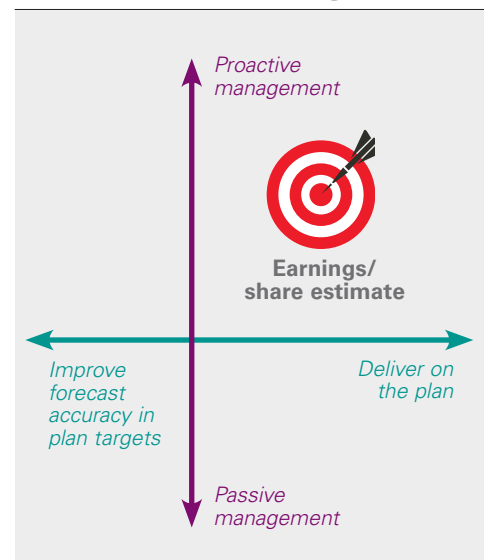 Proactive
management
Earnings/
share estimate
Improve
forecast
accuracy in
plan targets
Deliver on
the plan
Passive
management